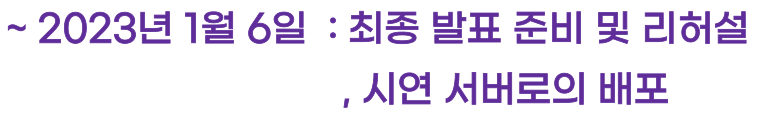 ~ 2023년 1월 6일 : 최종 발표 준비 및 리허설
, 시연 서버로의 배포